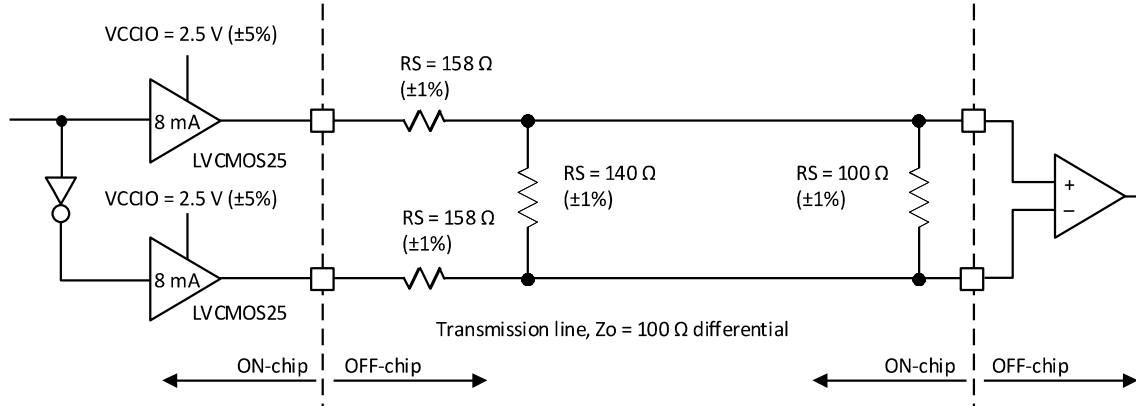 VCCIO = 2.5 V (±5%)
RS = 158 Ω
(±1%)
8 mA
LVCMOS25
RS = 140 Ω
(±1%)
RS = 100 Ω
(±1%)
+
–
VCCIO = 2.5 V (±5%)
RS = 158 Ω
(±1%)
8 mA
LVCMOS25
Transmission line, Zo = 100 Ω differential
ON-chip
OFF-chip
ON-chip
OFF-chip